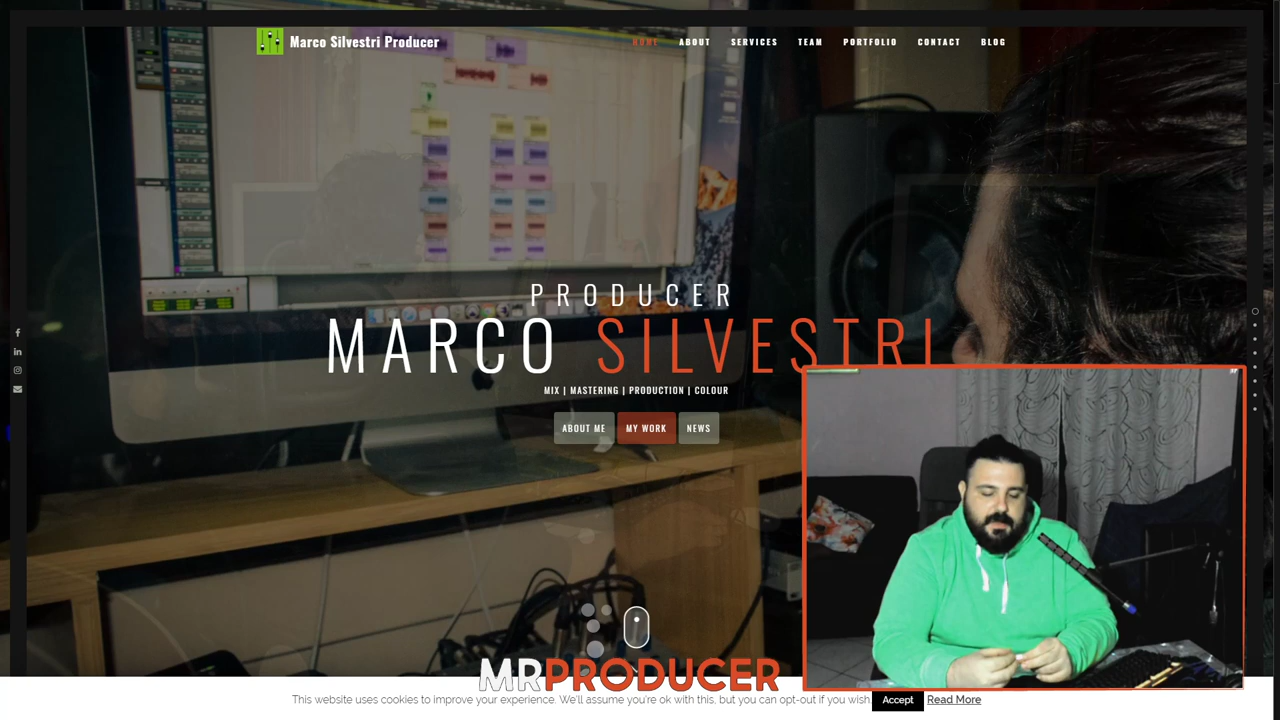 Marco Silvestri Producer
HOME ABOUT SERVICES TEAM PORTFOLIO CONTACT BLOG
PRODUCER
MARCO SILVESTRI
MIX | MASTERING | PRODUCTION | COLOUR
ABOUT ME MY WORK NEWS
MRPRODUCER
This website uses cookies to improve your experience. We'll assume you're ok with this, but you can opt-out if you wish. Accept Read More